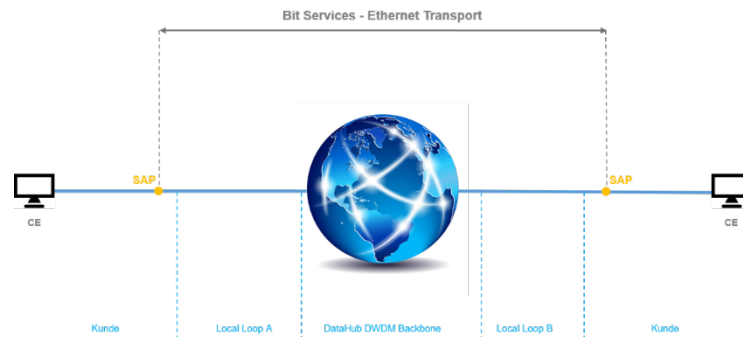 Bit Services - Ethernet Transport
SAP
SAP
CE
CE
Kunde
Local Loop A
DataHub DWDM Backbone
Local Loop B
Kunde